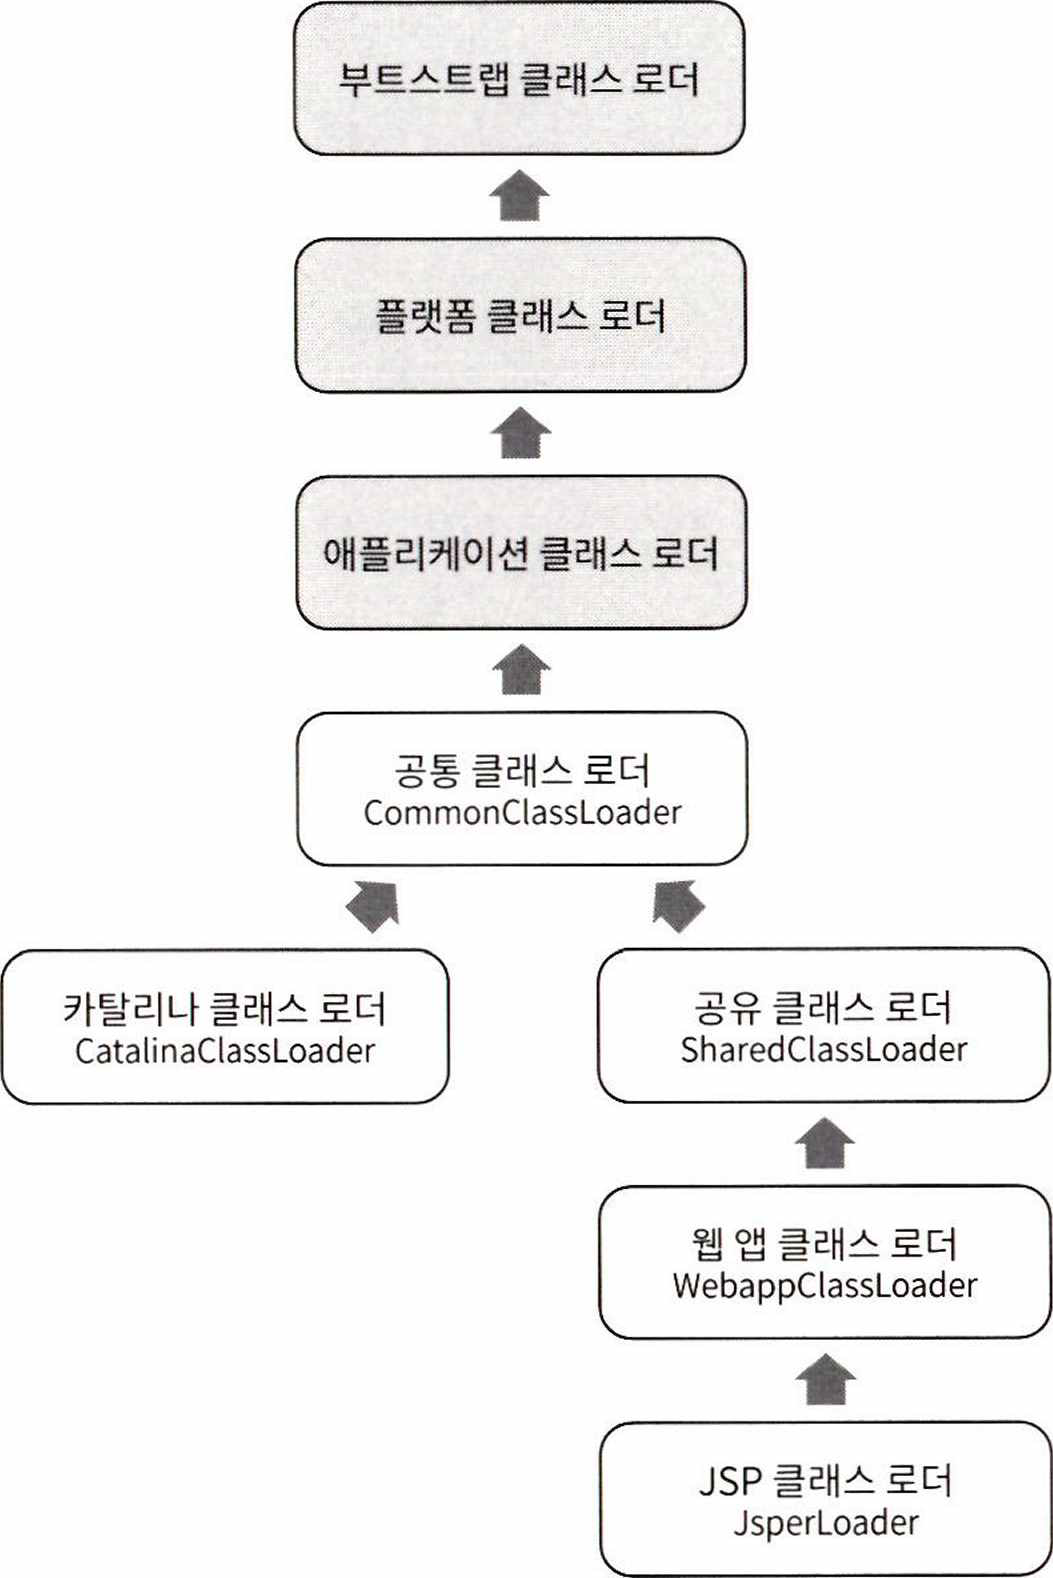 부트스트랩 클래스 로더
플랫폼 클래스 로더
애플리케이션 클래스 로더
공통 클래스 로더
CommonClassLoader
카탈리나 클래스 로더
CatalinaClassLoader
공유 클래스 로더
SharedClassLoader
웹 앱 클래스 로더
WebappClassLoader
JSP 클래스 로더
JsperLoader